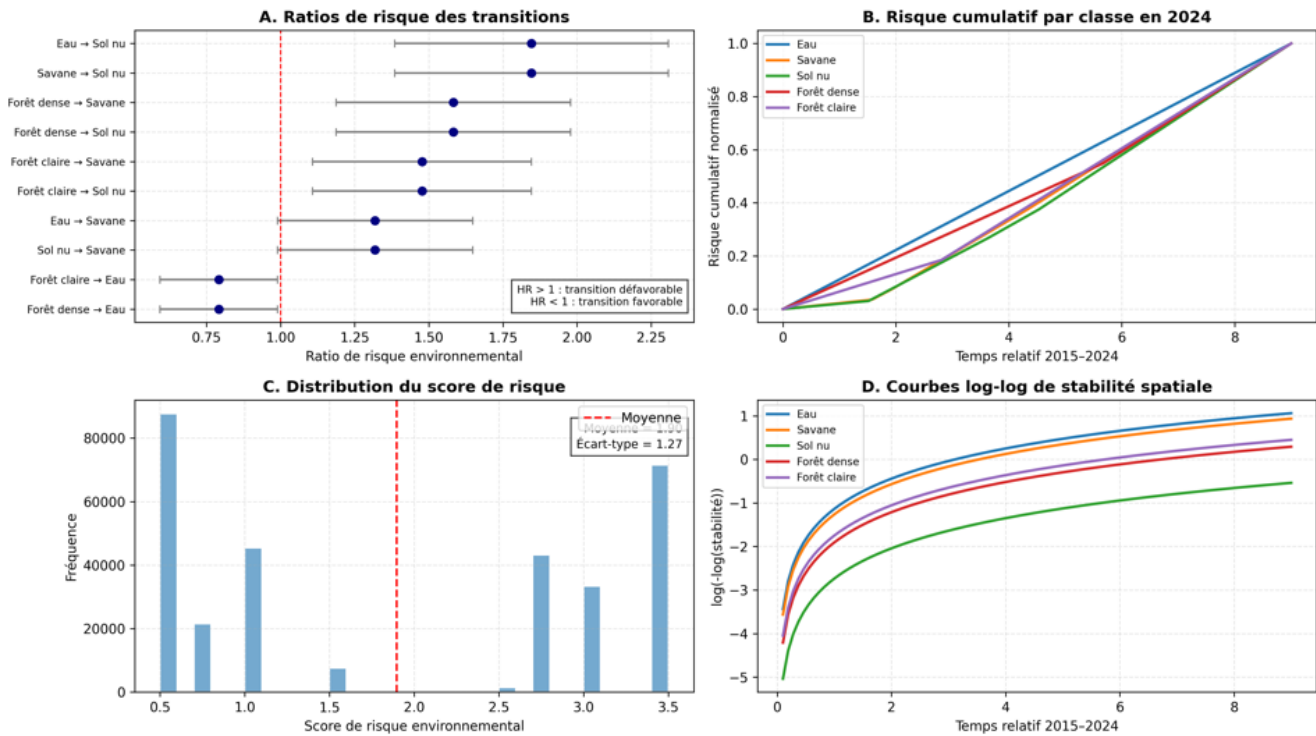 A. Ratios de risque des transitions
Eau → Sol nu
Savane → Sol nu
Forêt dense → Savane
Forêt dense → Sol nu
Forêt claire → Savane
Forêt claire → Sol nu
Eau → Savane
Sol nu → Savane
Forêt claire → Eau
Forêt dense → Eau
HR > 1 : transition défavorable
HR < 1 : transition favorable
0.75 1.00 1.25 1.50 1.75 2.00 2.25
Ratio de risque environnemental
B. Risque cumulatif par classe en 2024
Eau
Savane
Sol nu
Forêt dense
Forêt claire
Risque cumulatif normalisé
1.0
0.8
0.6
0.4
0.2
0.0
0 2 4 6 8
Temps relatif 2015–2024
C. Distribution du score de risque
Moyenne
Moyenne = 1.90
Écart-type = 1.27
Fréquence
80000
60000
40000
20000
0
0.5 1.0 1.5 2.0 2.5 3.0 3.5
Score de risque environnemental
D. Courbes log-log de stabilité spatiale
Eau
Savane
Sol nu
Forêt dense
Forêt claire
log(-log(stabilité))
1
0
−1
−2
−3
−4
−5
0 2 4 6 8
Temps relatif 2015–2024